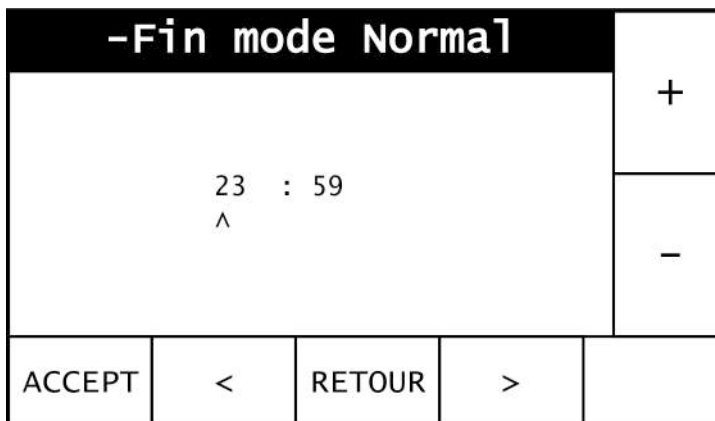 -Fin mode Normal
+
23 : 59
^
-
ACCEPT < RETOUR >